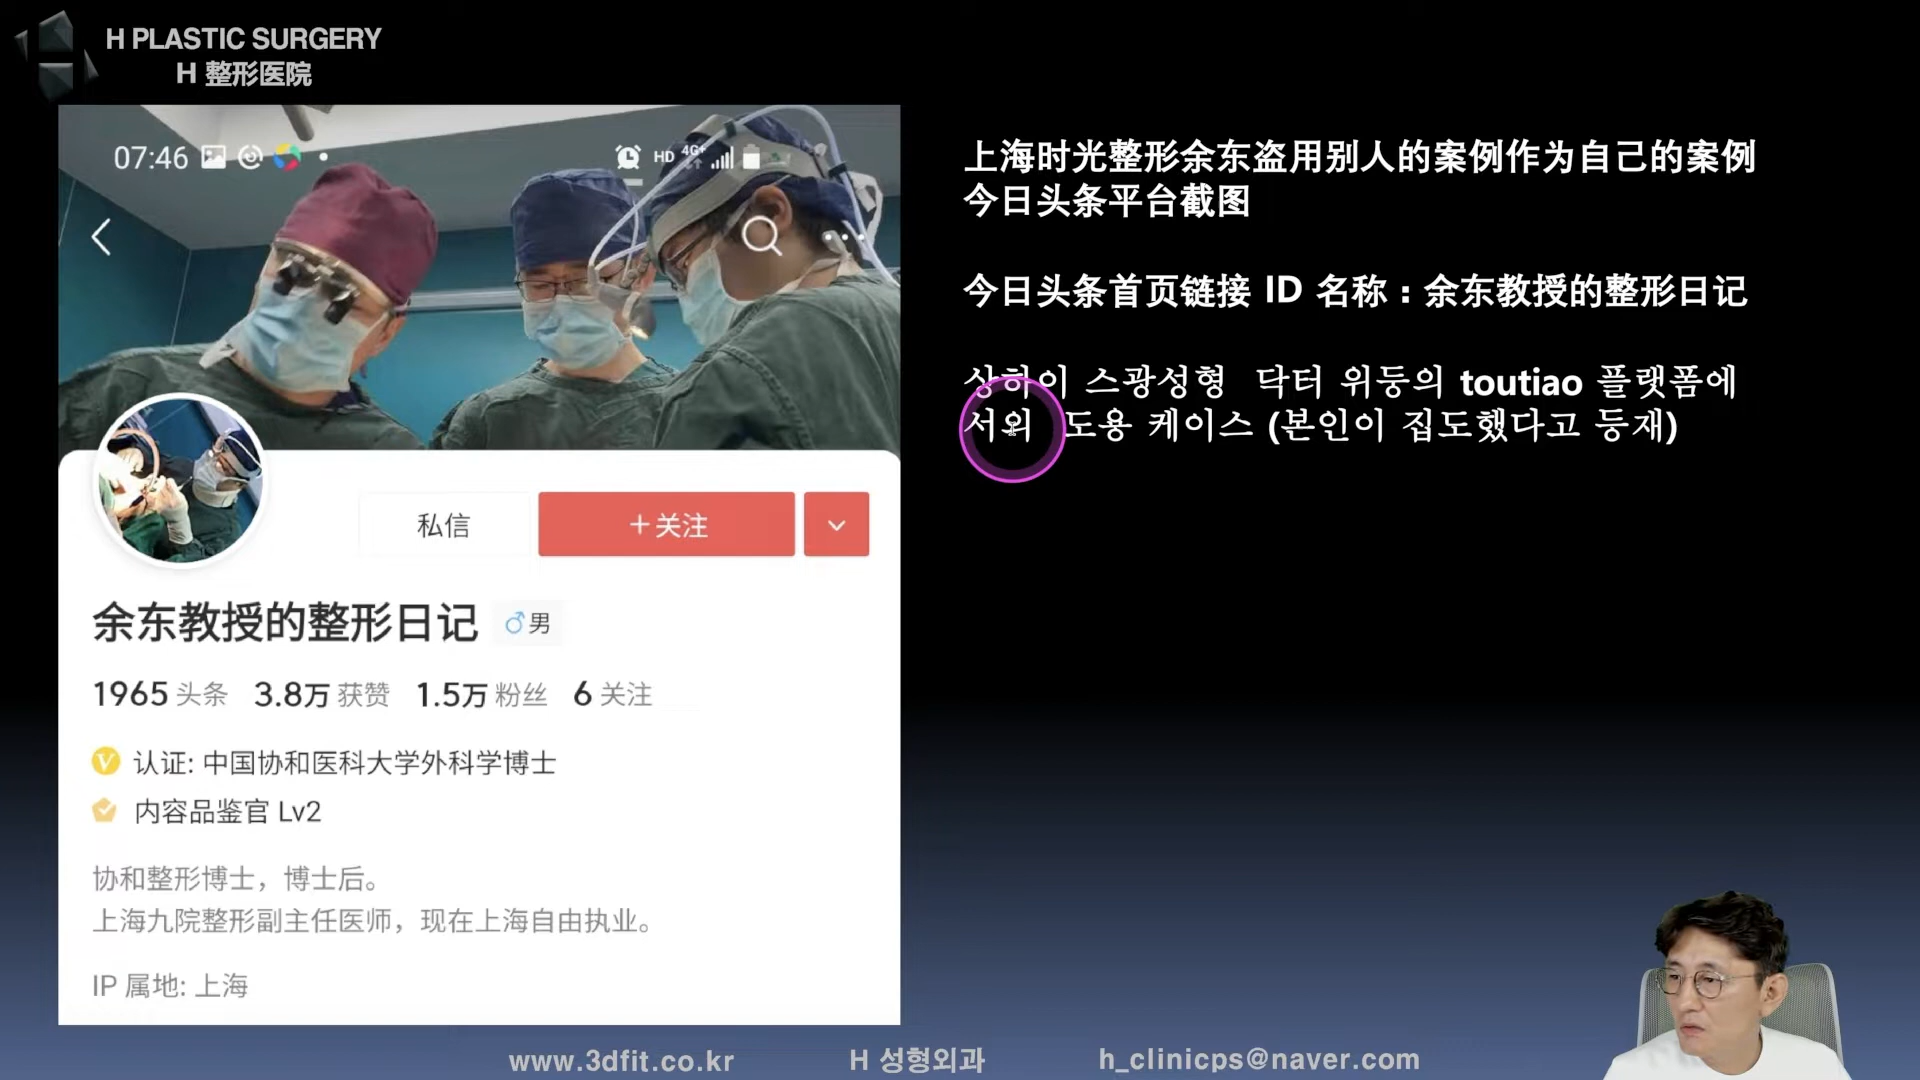 H PLASTIC SURGERY
H 整形医院
07:46
HD 4G+
上海时光整形余东盗用别人的案例作为自己的案例
今日头条平台截图
今日头条首页链接 ID 名称：余东教授的整形日记
상하이 스광성형 닥터 위둥의 toutiao 플랫폼에
서의 도용 케이스 (본인이 집도했다고 등재)
私信
+关注
余东教授的整形日记 ♂男
1965 头条 3.8万 获赞 1.5万 粉丝 6 关注
认证: 中国协和医科大学外科学博士
内容品鉴官 Lv2
协和整形博士，博士后。
上海九院整形副主任医师，现在上海自由执业。
IP 属地: 上海
www.3dfit.co.kr H 성형외과 h_clinicps@naver.com